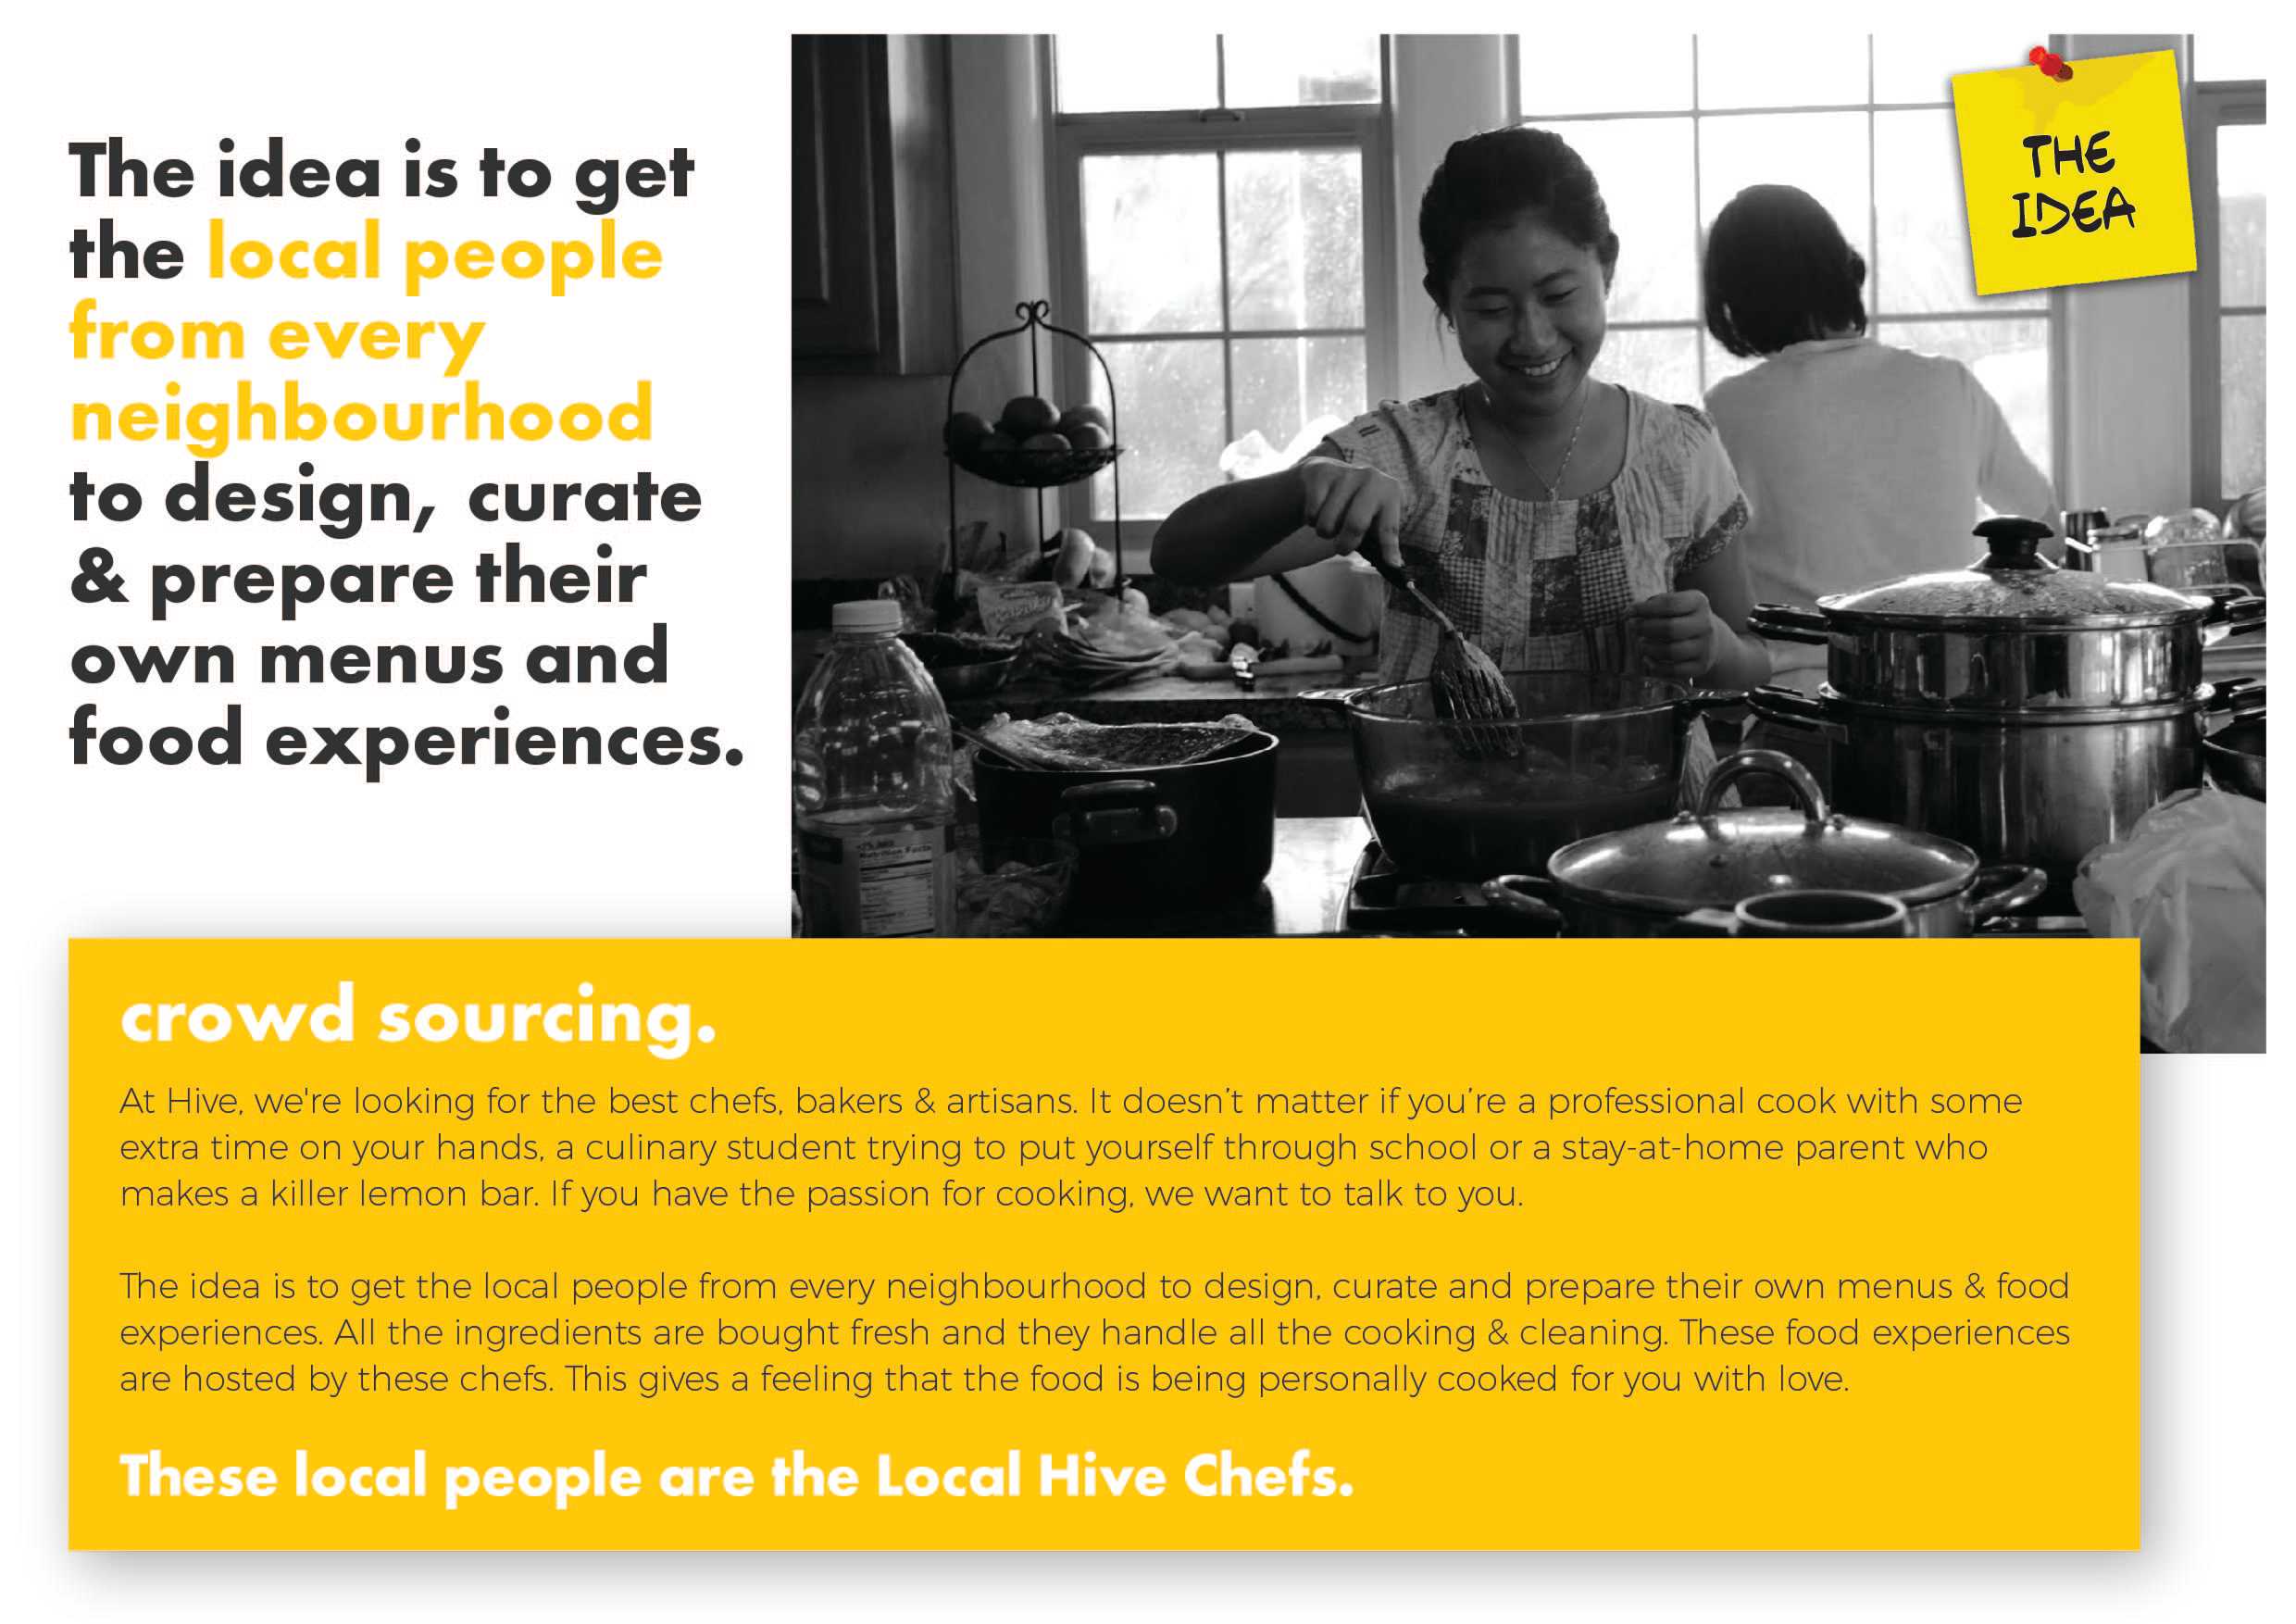 The idea is to get
the local people
from every
neighbourhood
to design, curate
& prepare their
own menus and
food experiences.
THE
IDEA
Nutrition Facts
crowd sourcing.
At Hive, we're looking for the best chefs, bakers & artisans. It doesn't matter if you're a professional cook with some
extra time on your hands, a culinary student trying to put yourself through school or a stay-at-home parent who
makes a killer lemon bar. If you have the passion for cooking, we want to talk to you.
The idea is to get the local people from every neighbourhood to design, curate and prepare their own menus & food
experiences. All the ingredients are bought fresh and they handle all the cooking & cleaning. These food experiences
are hosted by these chefs. This gives a feeling that the food is being personally cooked for you with love.
These local people are the Local Hive Chefs.